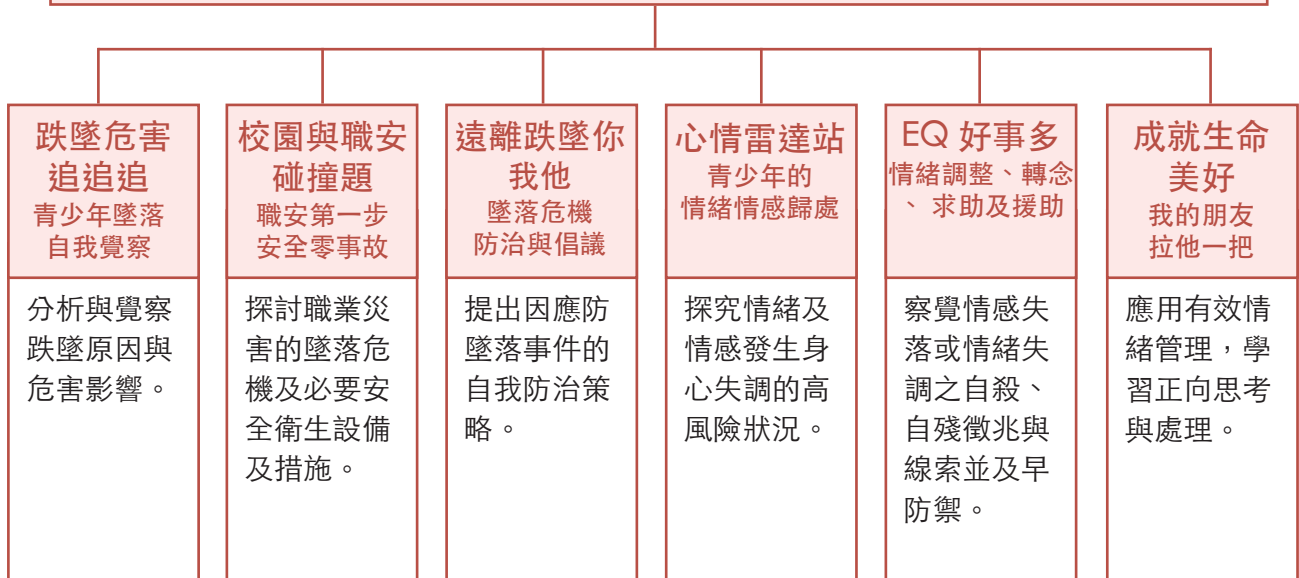 跌墜危害
追追追
青少年墜落
自我覺察
分析與覺察
跌墜原因與
危害影響。
校園與職安
碰撞題
職安第一步
安全零事故
探討職業災
害的墜落危
機及必要安
全衛生設備
及措施。
遠離跌墜你
我他
墜落危機
防治與倡議
提出因應防
墜落事件的
自我防治策
略。
心情雷達站
青少年的
情緒情感歸處
探究情緒及
情感發生身
心失調的高
風險狀況。
EQ 好事多
情緒調整、轉念
、求助及援助
察覺情感失
落或情緒失
調之自殺、
自殘徵兆與
線索並及早
防禦。
成就生命
美好
我的朋友
拉他一把
應用有效情
緒管理，學
習正向思考
與處理。